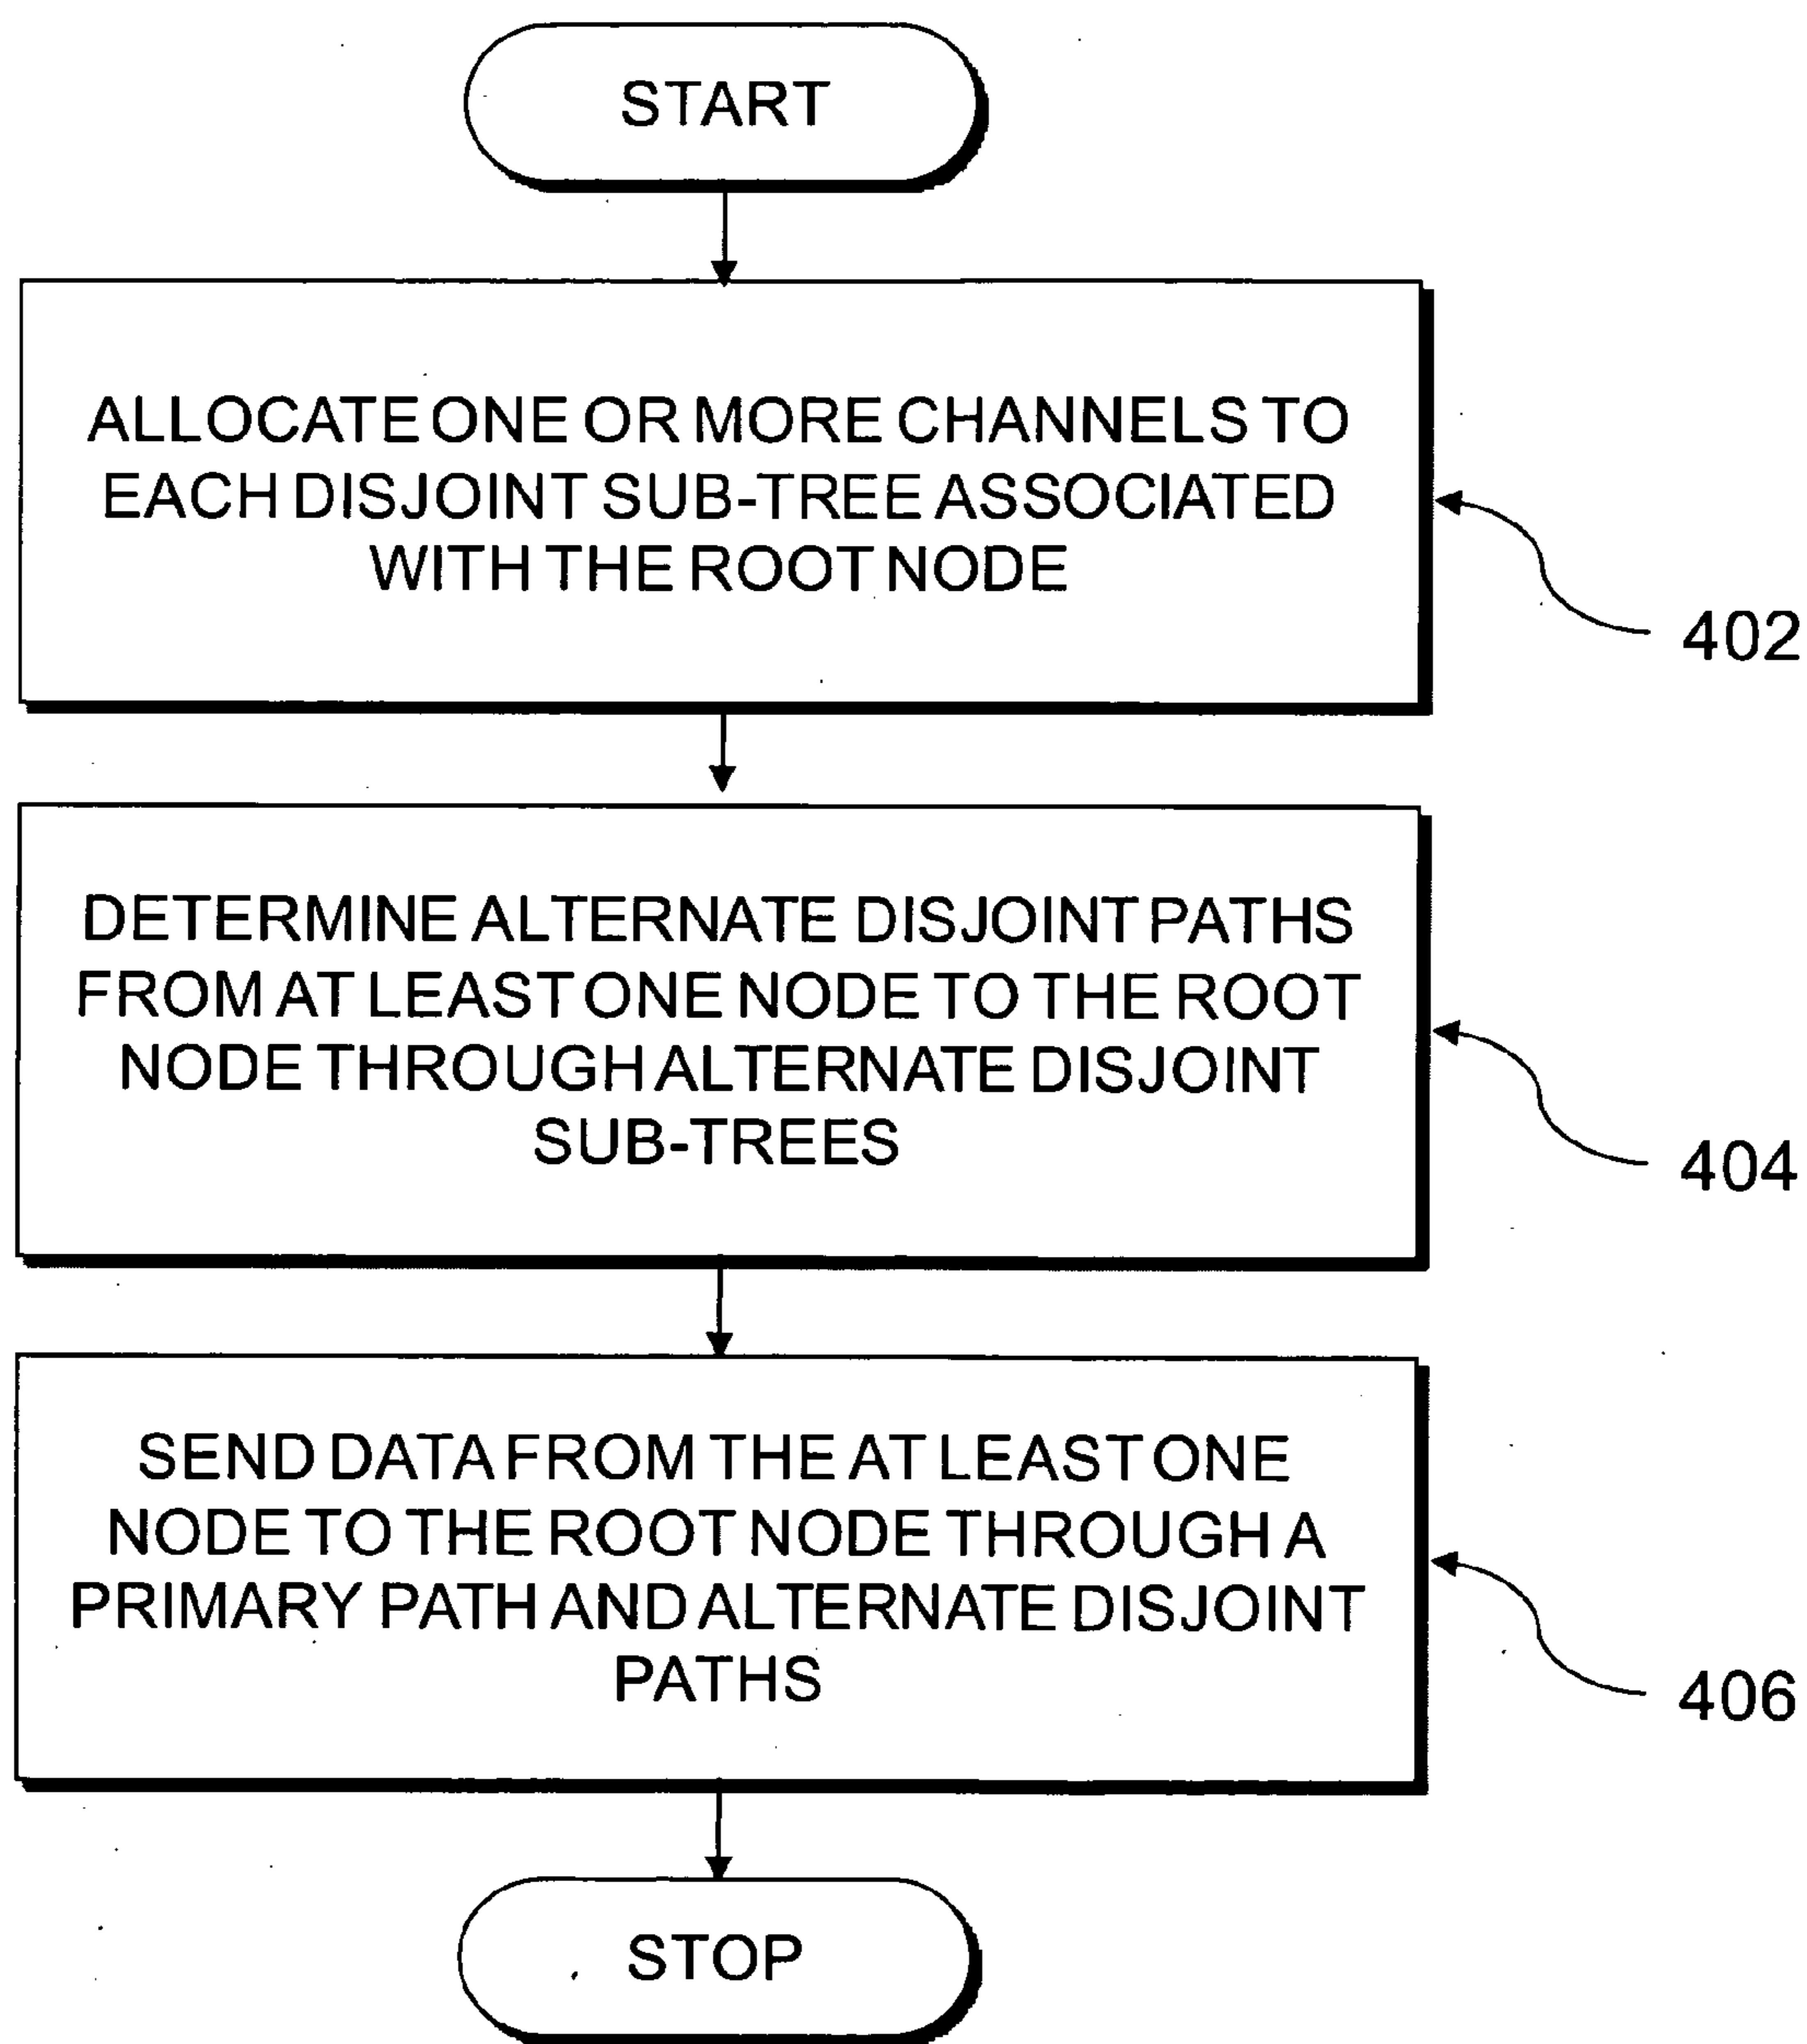 START
ALLOCATE ONE OR MORE CHANNELS TO
EACH DISJOINT SUB-TREE ASSOCIATED
WITH THE ROOT NODE
402
DETERMINE ALTERNATE DISJOINT PATHS
FROM AT LEAST ONE NODE TO THE ROOT
NODE THROUGH ALTERNATE DISJOINT
SUB-TREES
404
SEND DATA FROM THE AT LEAST ONE
NODE TO THE ROOT NODE THROUGH A
PRIMARY PATH AND ALTERNATE DISJOINT
PATHS
406
STOP